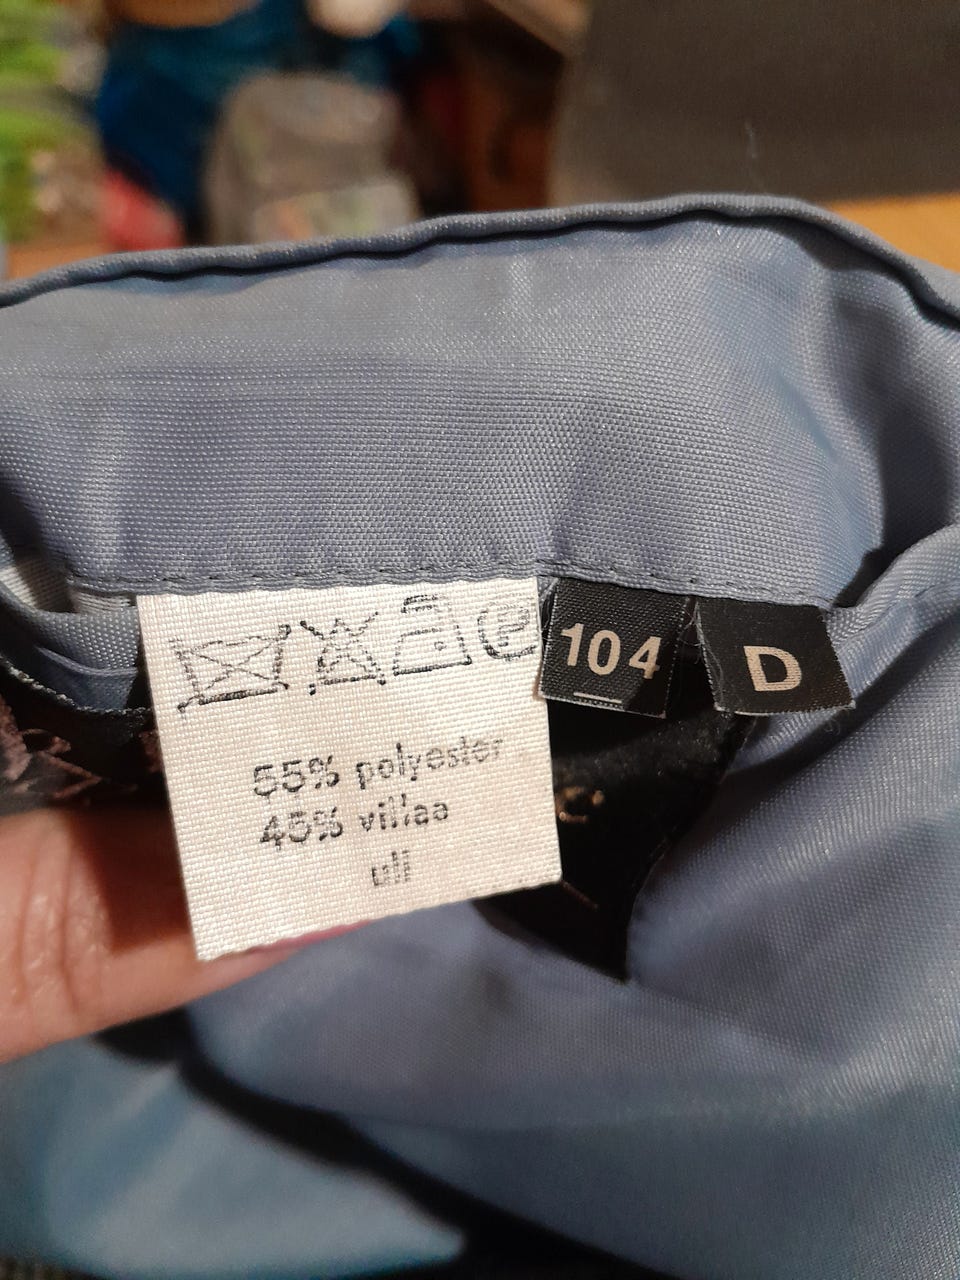 P
104
D
55% polyester
45% villaa
ull